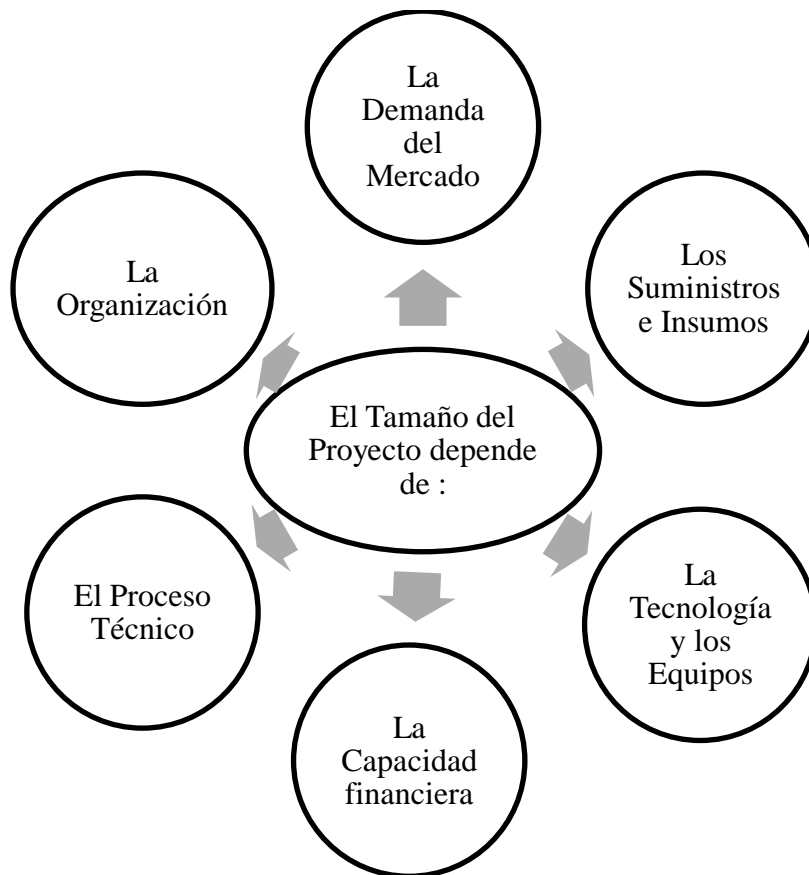 La
Demanda
del
Mercado
La
Organización
Los
Suministros
e Insumos
El Tamaño del
Proyecto depende
de :
El Proceso
Técnico
La
Tecnología
y los
Equipos
La
Capacidad
financiera